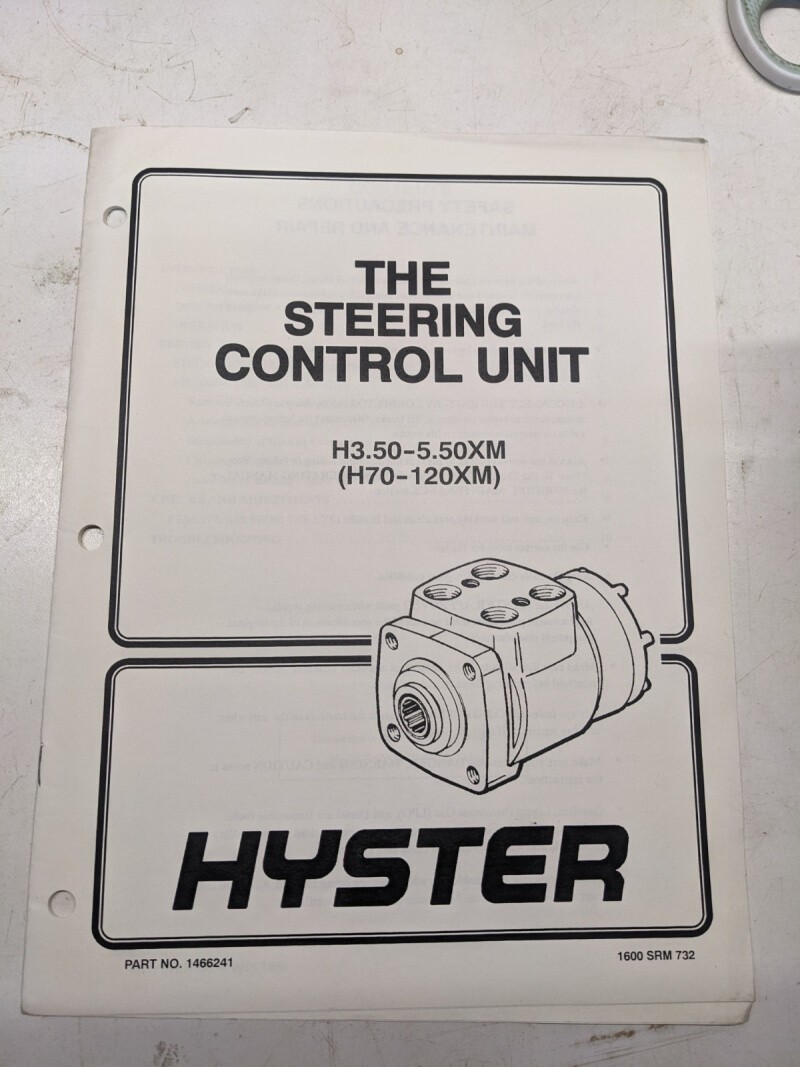 THE
STEERING
CONTROL UNIT
H3.50-5.50XM
(H70-120XM)
HYSTER
PART NO. 1466241
1600 SRM 732